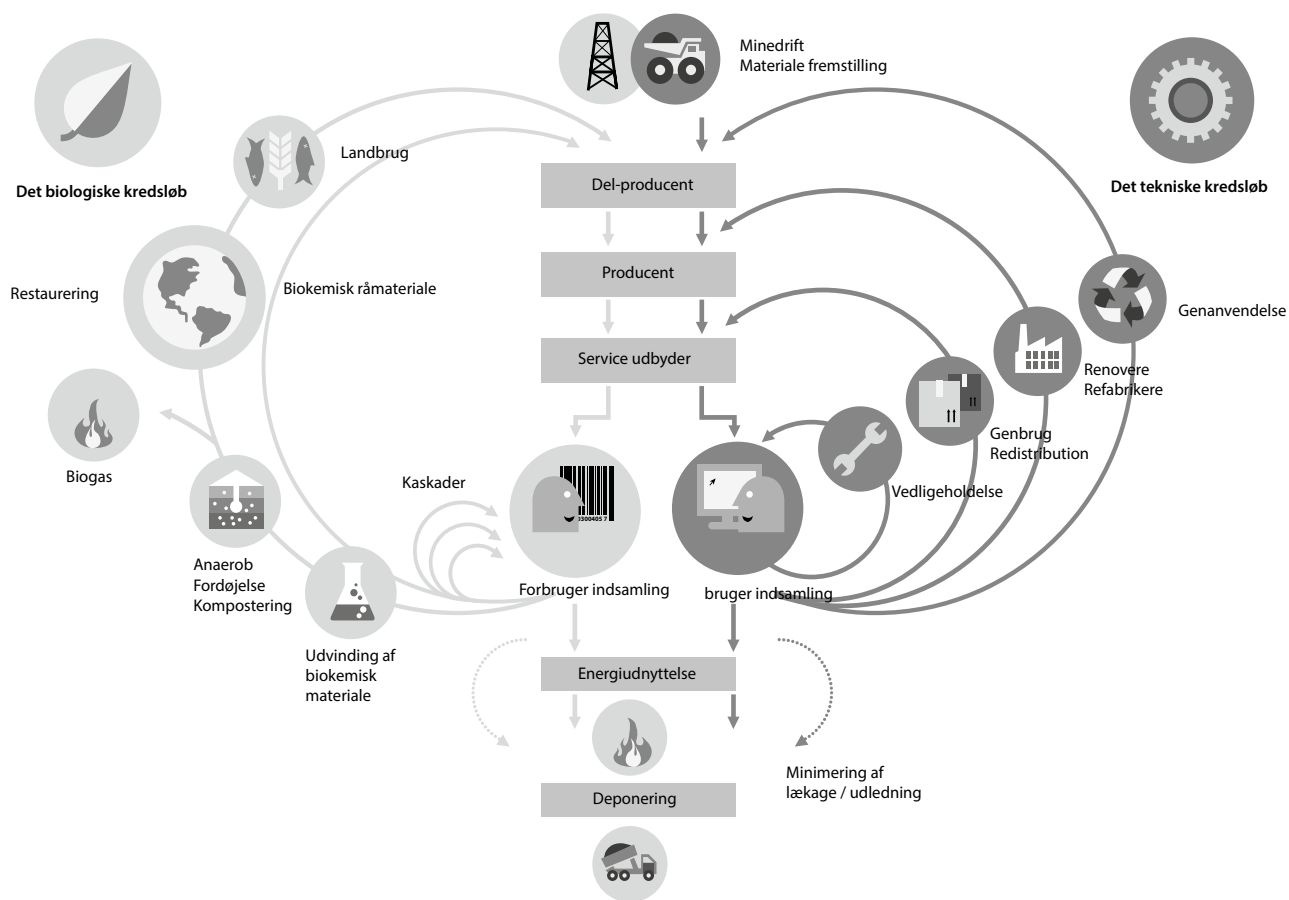 Minedrift
Materiale fremstilling
Det biologiske kredsløb
Landbrug
Del-producent
Det tekniske kredsløb
Restaurering
Biokemisk råmateriale
Producent
Genanvendelse
Service udbyder
Renovere
Refabrikere
Genbrug
Redistribution
Biogas
Kaskader
Vedligeholdelse
0300405 7
Anaerob
Fordøjelse
Kompostering
Forbruger indsamling
bruger indsamling
Udvinding af
biokemisk
materiale
Energiudnyttelse
Minimering af
lækage / udledning
Deponering